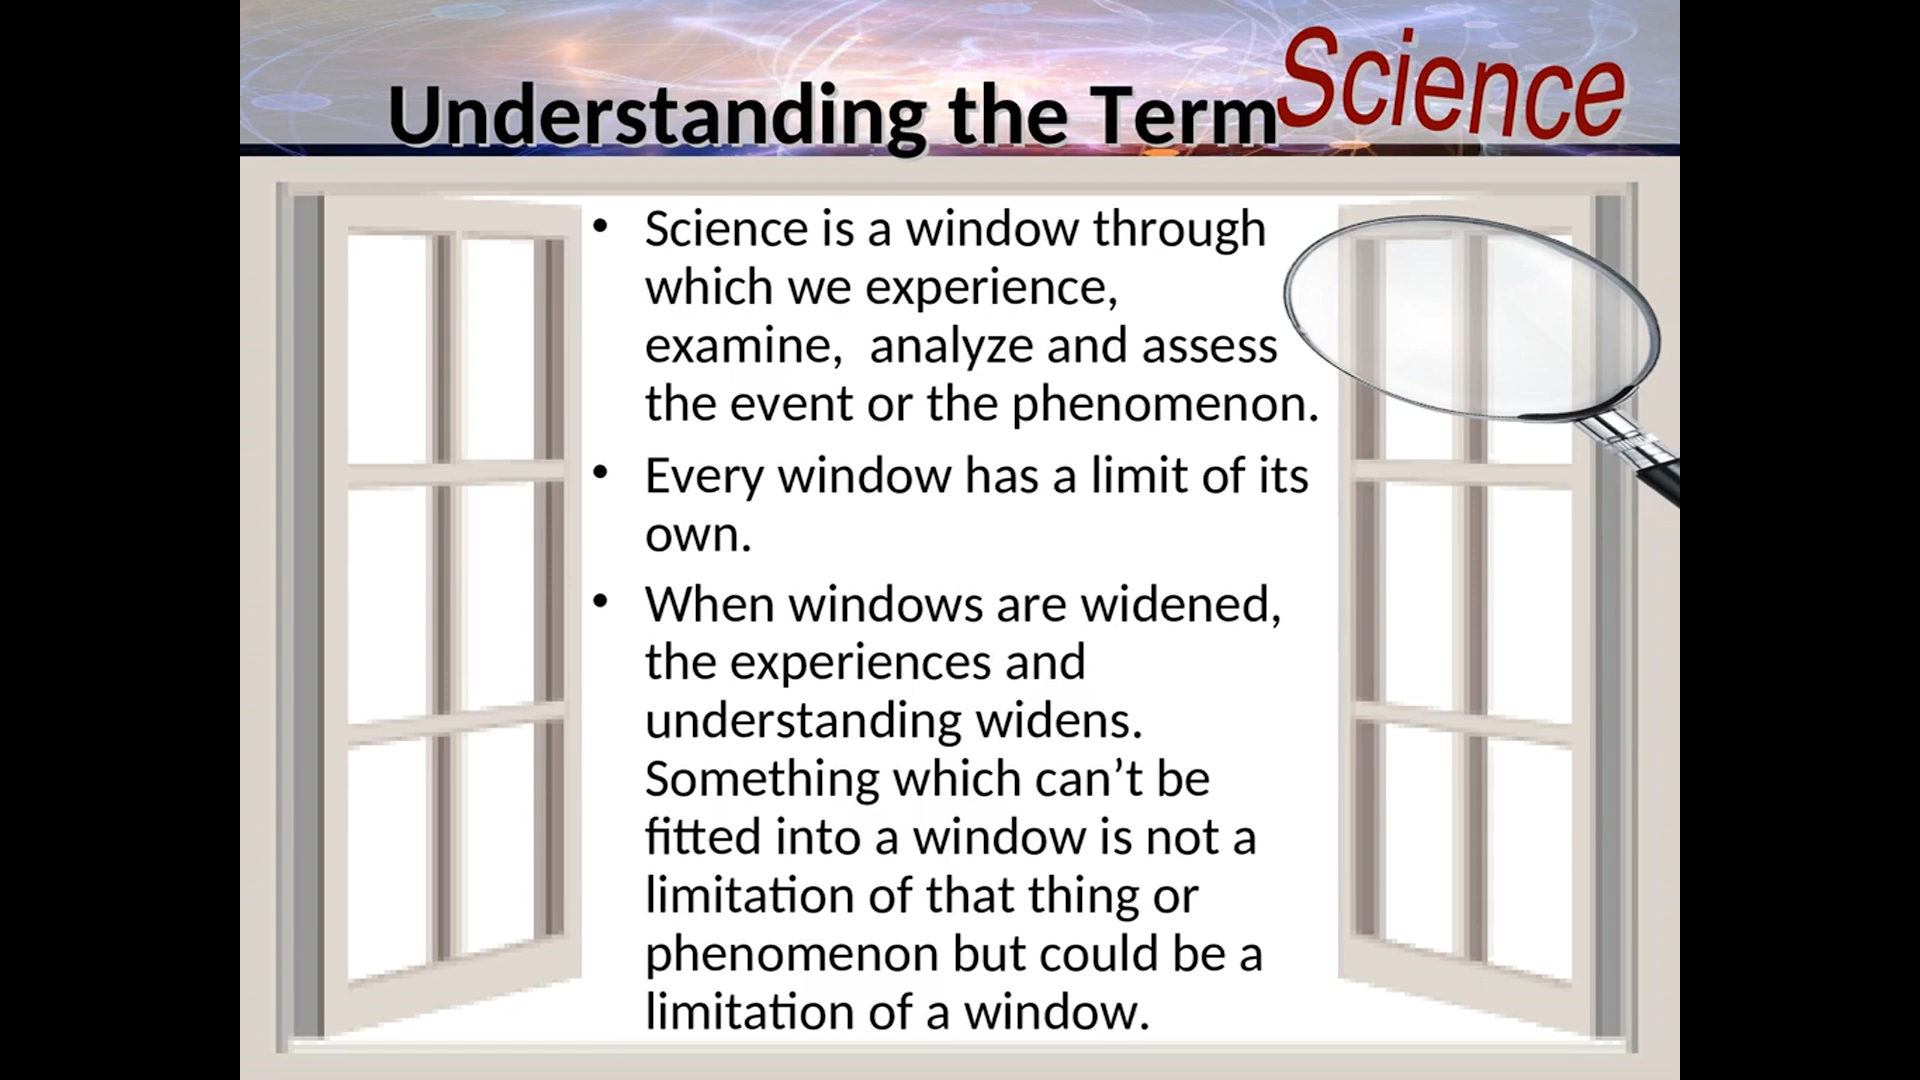 Understanding the Term Science
• Science is a window through
which we experience,
examine,  analyze and assess
the event or the phenomenon.
• Every window has a limit of its
own.
• When windows are widened,
the experiences and
understanding widens.
Something which can’t be
fitted into a window is not a
limitation of that thing or
phenomenon but could be a
limitation of a window.